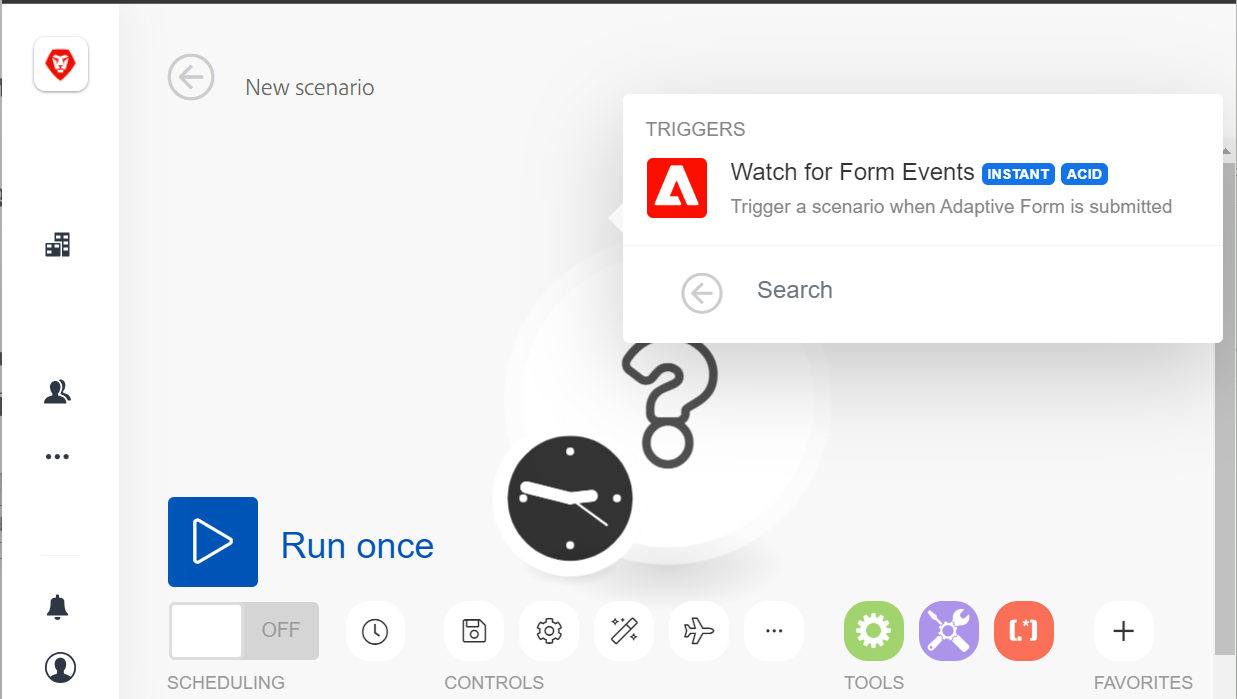 New scenario
TRIGGERS
Watch for Form Events INSTANT ACID
Trigger a scenario when Adaptive Form is submitted
Search
Run once
OFF
SCHEDULING
CONTROLS
TOOLS
FAVORITES